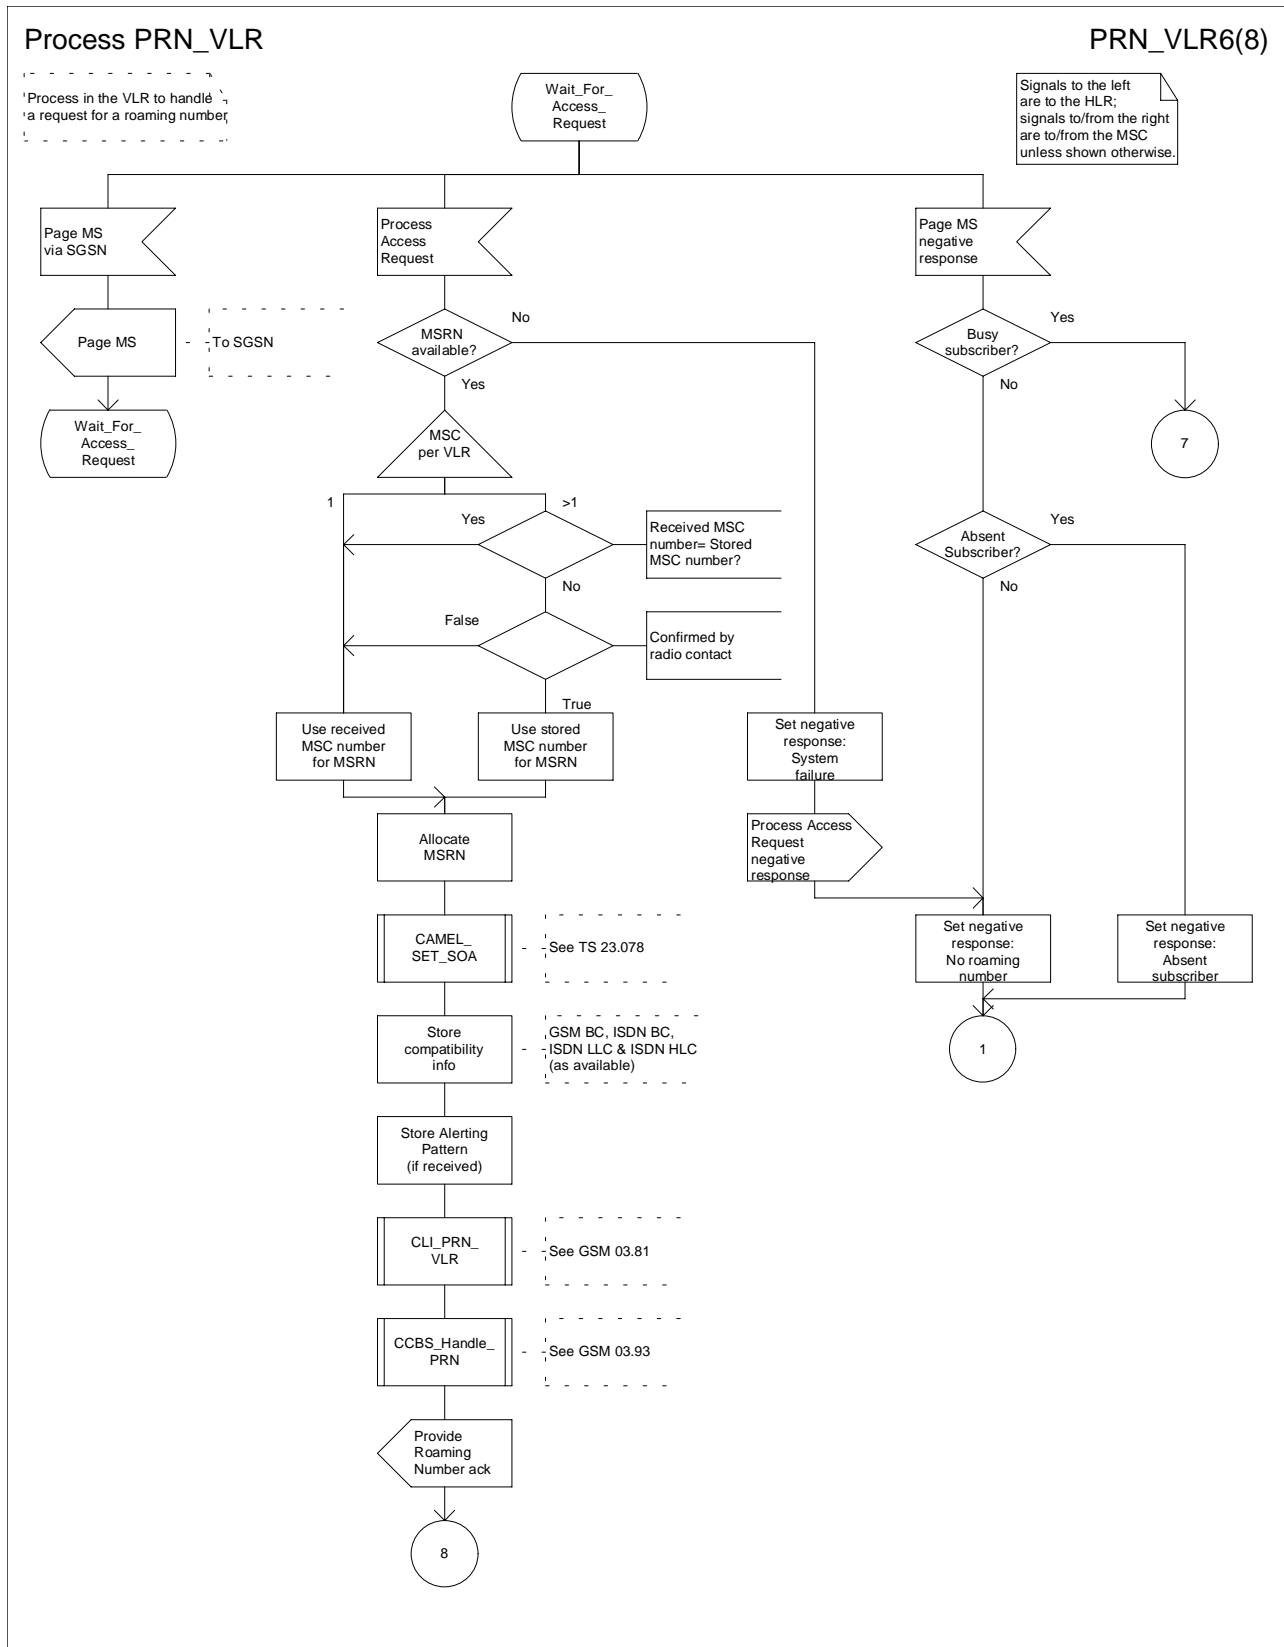 Process PRN_VLR
PRN_VLR6(8)
Process in the VLR to handle
a request for a roaming number
Wait_For_
Access_
Request
Signals to the left
are to the HLR;
signals to/from the right
are to/from the MSC
unless shown otherwise.
Page MS
via SGSN
Process
Access
Request
Page MS
negative
response
Page MS
To SGSN
MSRN
available?
No
Yes
Busy
subscriber?
Yes
No
Wait_For_
Access_
Request
MSC
per VLR
7
1
>1
Yes
Received MSC
number= Stored
MSC number?
No
Absent
Subscriber?
Yes
No
False
Confirmed by
radio contact
True
Use received
MSC number
for MSRN
Use stored
MSC number
for MSRN
Set negative
response:
System
failure
Allocate
MSRN
Process Access
Request
negative
response
CAMEL_
SET_SOA
See TS 23.078
Set negative
response:
No roaming
number
Set negative
response:
Absent
subscriber
Store
compatibility
info
GSM BC, ISDN BC,
ISDN LLC & ISDN HLC
(as available)
1
Store Alerting
Pattern
(if received)
CLI_PRN_
VLR
See GSM 03.81
CCBS_Handle_
PRN
See GSM 03.93
Provide
Roaming
Number ack
8